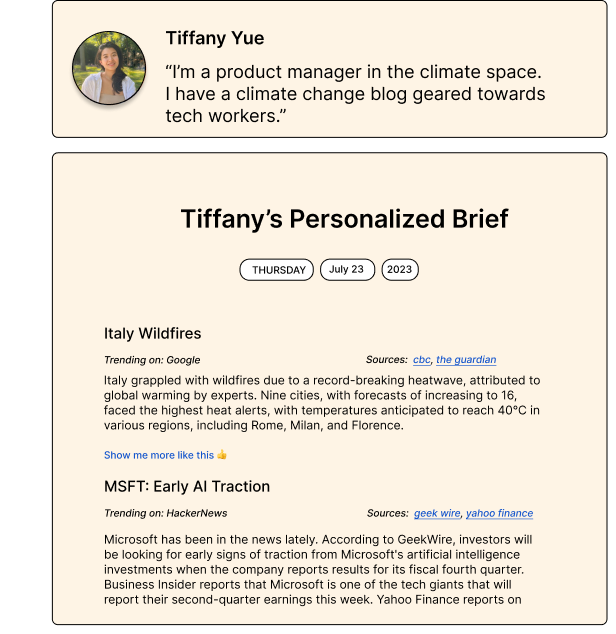 Tiffany Yue
“I’m a product manager in the climate space.
I have a climate change blog geared towards
tech workers.”
Tiffany’s Personalized Brief
THURSDAY July 23 2023
Italy Wildfires
Trending on: Google Sources: cbc, the guardian
Italy grappled with wildfires due to a record-breaking heatwave, attributed to
global warming by experts. Nine cities, with forecasts of increasing to 16,
faced the highest heat alerts, with temperatures anticipated to reach 40°C in
various regions, including Rome, Milan, and Florence.
Show me more like this 👍
MSFT: Early AI Traction
Trending on: HackerNews Sources: geek wire, yahoo finance
Microsoft has been in the news lately. According to GeekWire, investors will
be looking for early signs of traction from Microsoft's artificial intelligence
investments when the company reports results for its fiscal fourth quarter.
Business Insider reports that Microsoft is one of the tech giants that will
report their second-quarter earnings this week. Yahoo Finance reports on